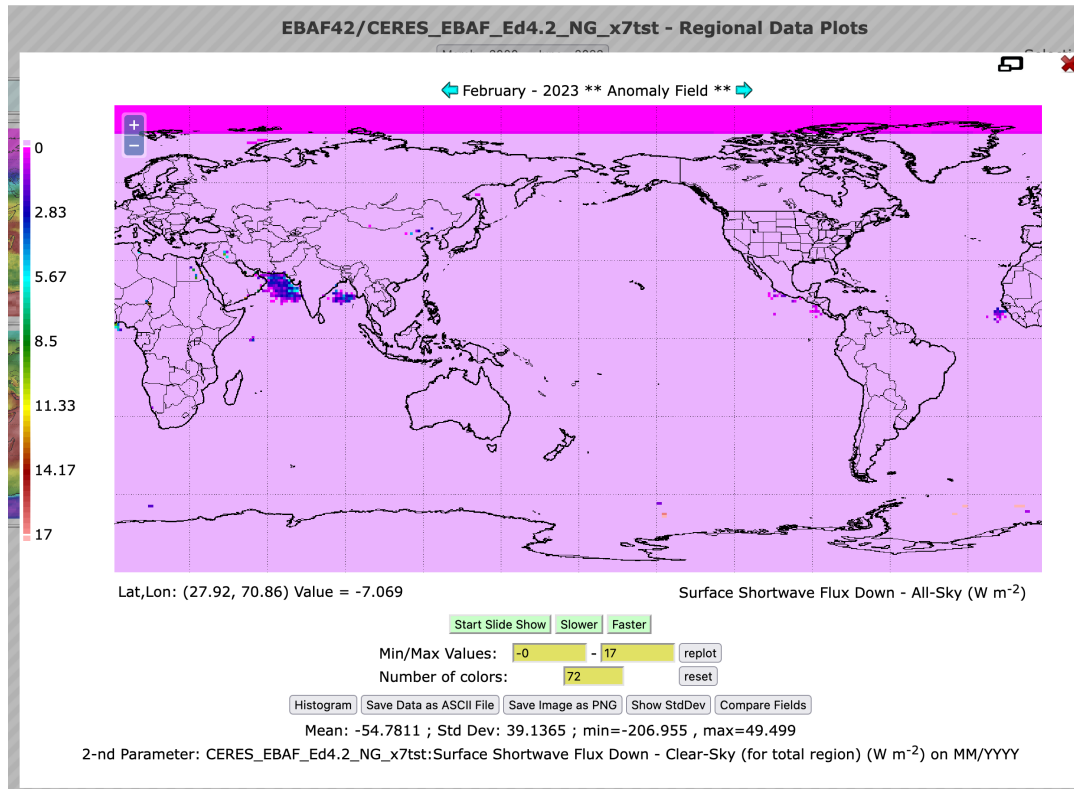 EBAF42/CERES_EBAF_Ed4.2_NG_x7tst - Regional Data Plots
February - 2023 ** Anomaly Field **
+
−
0
2.83
5.67
8.5
11.33
14.17
17
Lat,Lon: (27.92, 70.86) Value = -7.069
Surface Shortwave Flux Down - All-Sky (W m-2)
Start Slide Show Slower Faster
Min/Max Values: -0 - 17 replot
Number of colors: 72 reset
Histogram Save Data as ASCII File Save Image as PNG Show StdDev Compare Fields
Mean: -54.7811 ; Std Dev: 39.1365 ; min=-206.955 , max=49.499
2-nd Parameter: CERES_EBAF_Ed4.2_NG_x7tst:Surface Shortwave Flux Down - Clear-Sky (for total region) (W m-2) on MM/YYYY